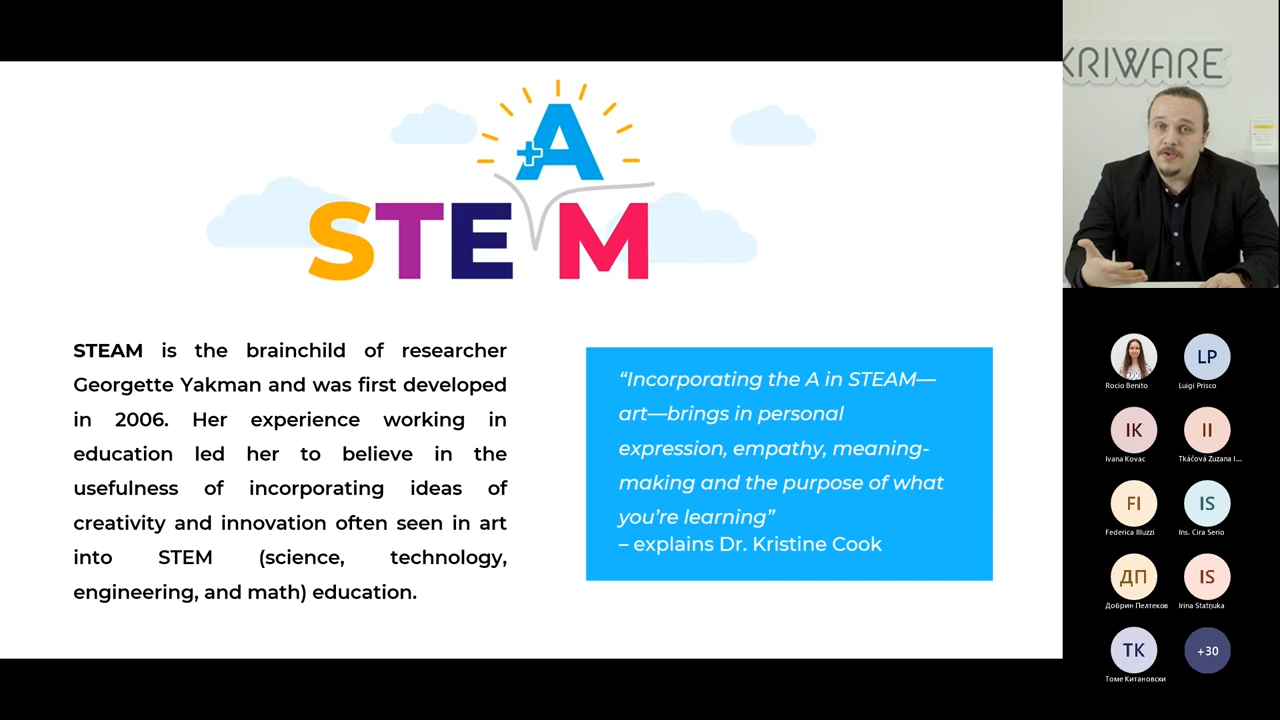 +A
STEM
STEAM is the brainchild of researcher
Georgette Yakman and was first developed
in 2006. Her experience working in
education led her to believe in the
usefulness of incorporating ideas of
creativity and innovation often seen in art
into STEM (science, technology,
engineering, and math) education.
“Incorporating the A in STEAM—
art—brings in personal
expression, empathy, meaning-
making and the purpose of what
you’re learning”
– explains Dr. Kristine Cook
KRIWARE
Rocio Benito
LP
Luigi Prisco
IK
Ivana Kovac
II
Tkáčová Zuzana I...
FI
Federica Illuzzi
IS
Ins. Cira Serio
ДП
Добрин Пелтеков
IS
Irina Statņuka
ТК
Томе Китановски
+30